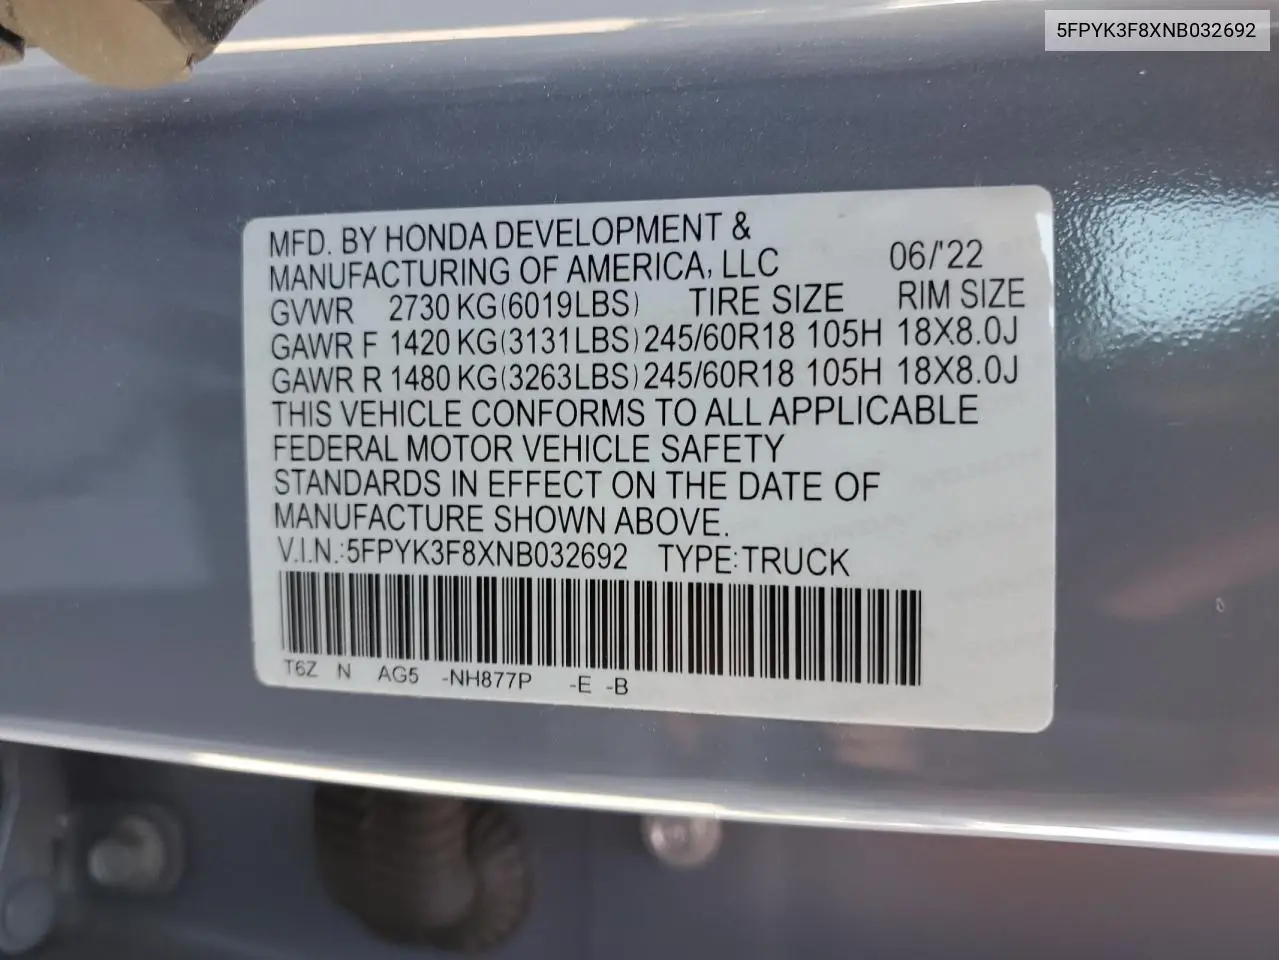 5FPYK3F8XNB032692
MFD. BY HONDA DEVELOPMENT &
MANUFACTURING OF AMERICA, LLC 06/'22
GVWR 2730 KG(6019LBS) TIRE SIZE RIM SIZE
GAWR F 1420 KG(3131LBS) 245/60R18 105H 18X8.0J
GAWR R 1480 KG(3263LBS) 245/60R18 105H 18X8.0J
THIS VEHICLE CONFORMS TO ALL APPLICABLE
FEDERAL MOTOR VEHICLE SAFETY
STANDARDS IN EFFECT ON THE DATE OF
MANUFACTURE SHOWN ABOVE.
V.I.N.:5FPYK3F8XNB032692 TYPE:TRUCK
T6Z N AG5 -NH877P -E -B